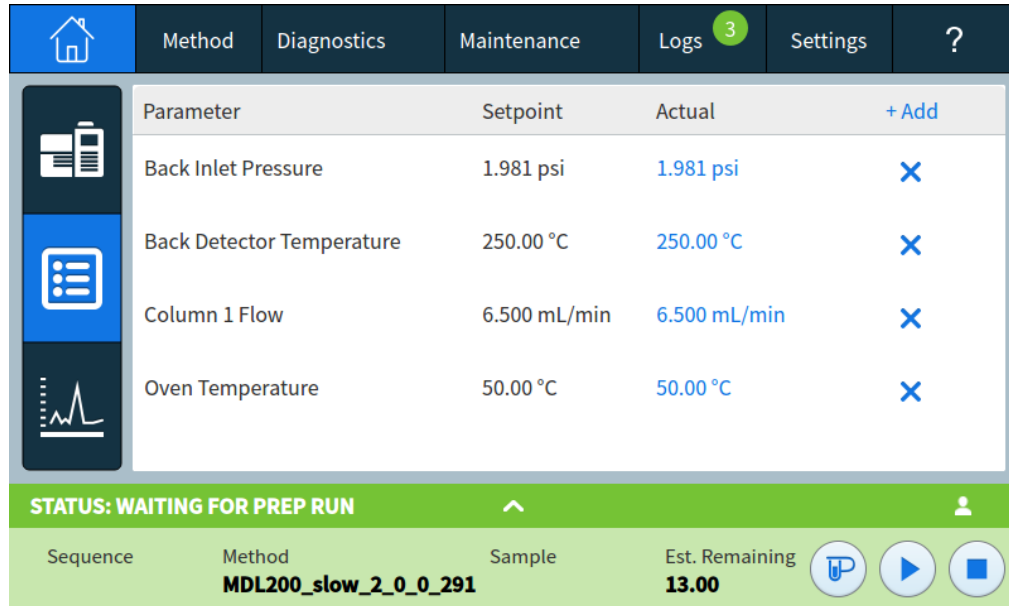 Method Diagnostics Maintenance Logs 3 Settings ?
Parameter Setpoint Actual + Add
Back Inlet Pressure 1.981 psi 1.981 psi
Back Detector Temperature 250.00 °C 250.00 °C
Column 1 Flow 6.500 mL/min 6.500 mL/min
Oven Temperature 50.00 °C 50.00 °C
STATUS: WAITING FOR PREP RUN
Sequence Method Sample Est. Remaining
MDL200_slow_2_0_0_291 13.00